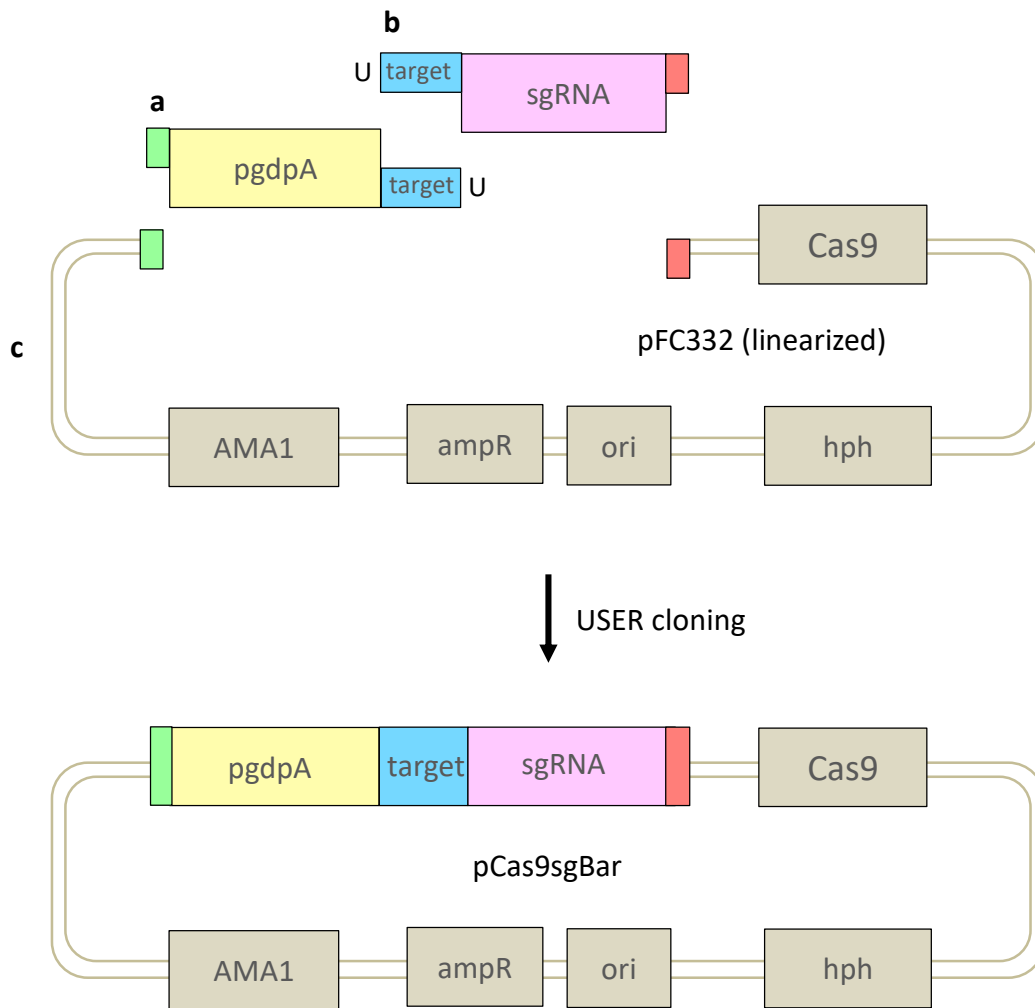 b
U target
sgRNA
a
pgdpA
target U
Cas9
c
pFC332 (linearized)
AMA1
ampR
ori
hph
USER cloning
pgdpA
target
sgRNA
Cas9
pCas9sgBar
AMA1
ampR
ori
hph